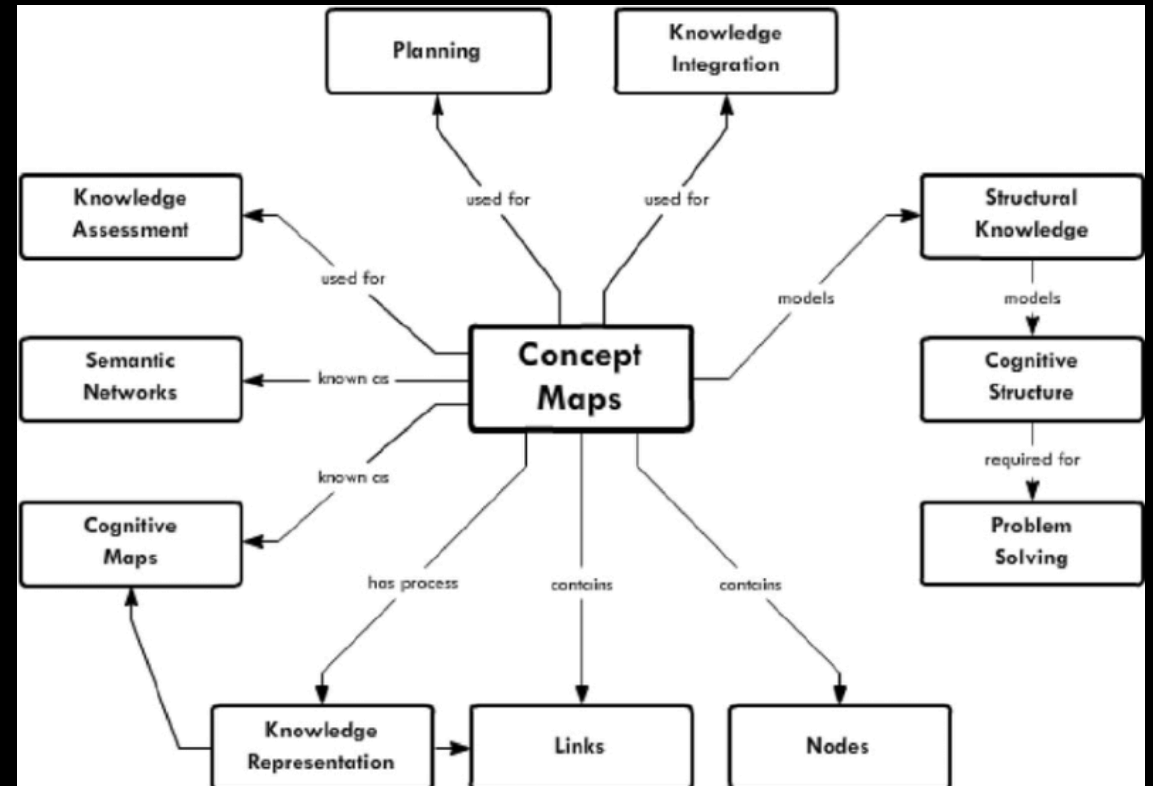 Planning
Knowledge
Integration
used for
used for
Knowledge
Assessment
Structural
Knowledge
used for
models
models
Concept
Maps
Semantic
Networks
known as
Cognitive
Structure
known as
required for
Cognitive
Maps
Problem
Solving
has process
contains
contains
Knowledge
Representation
Links
Nodes